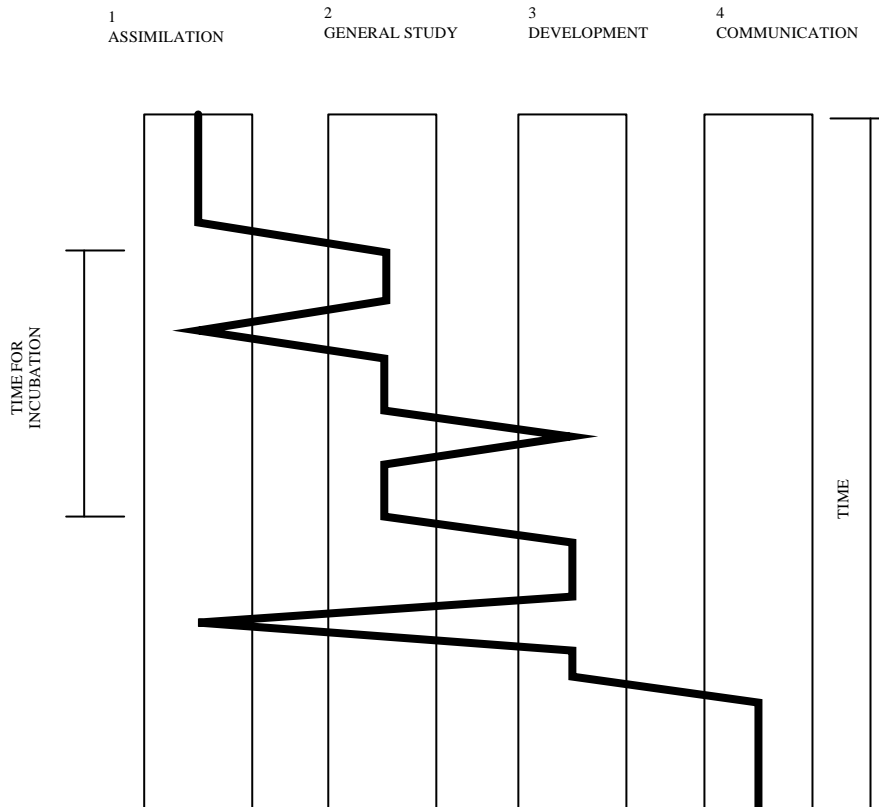 1
ASSIMILATION
2
GENERAL STUDY
3
DEVELOPMENT
4
COMMUNICATION
TIME FOR
INCUBATION
TIME